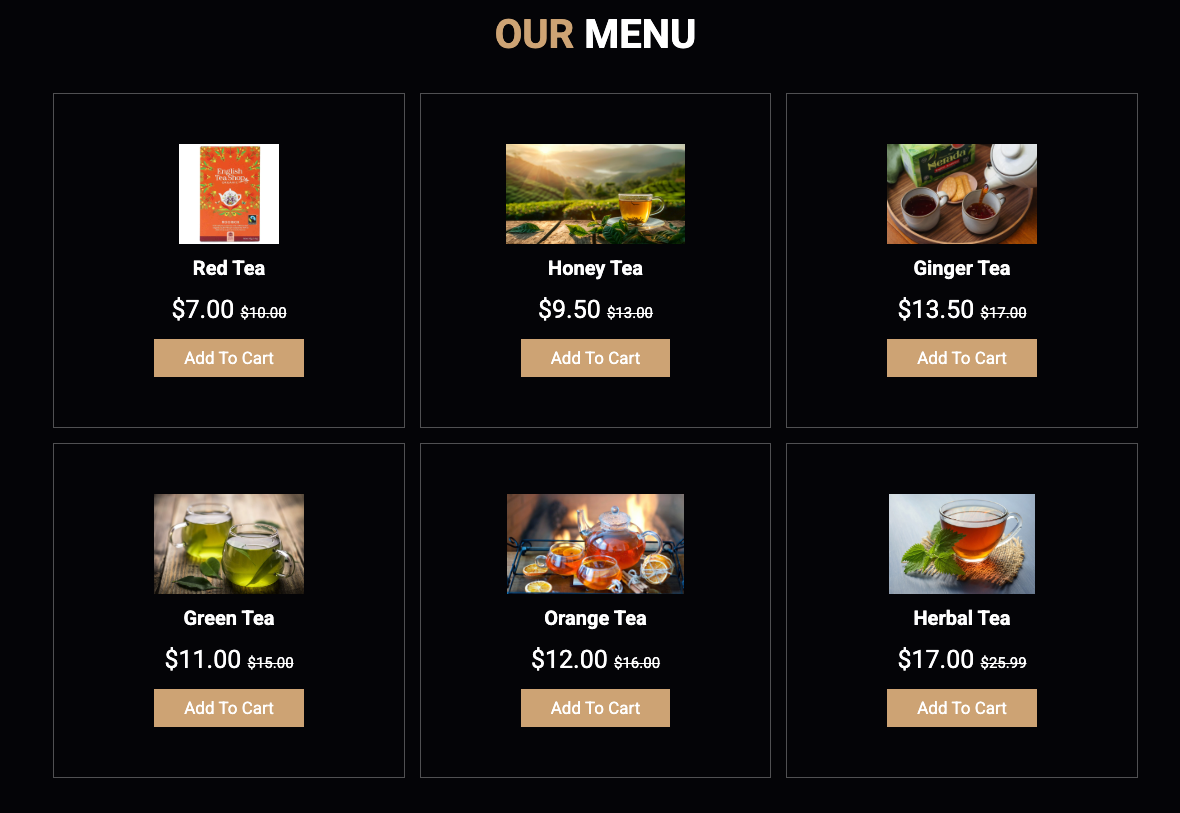 OUR MENU
English
Tea Shop
Red Tea
$7.00 $10.00
Add To Cart
Honey Tea
$9.50 $13.00
Add To Cart
Ginger Tea
$13.50 $17.00
Add To Cart
Green Tea
$11.00 $15.00
Add To Cart
Orange Tea
$12.00 $16.00
Add To Cart
Herbal Tea
$17.00 $25.99
Add To Cart